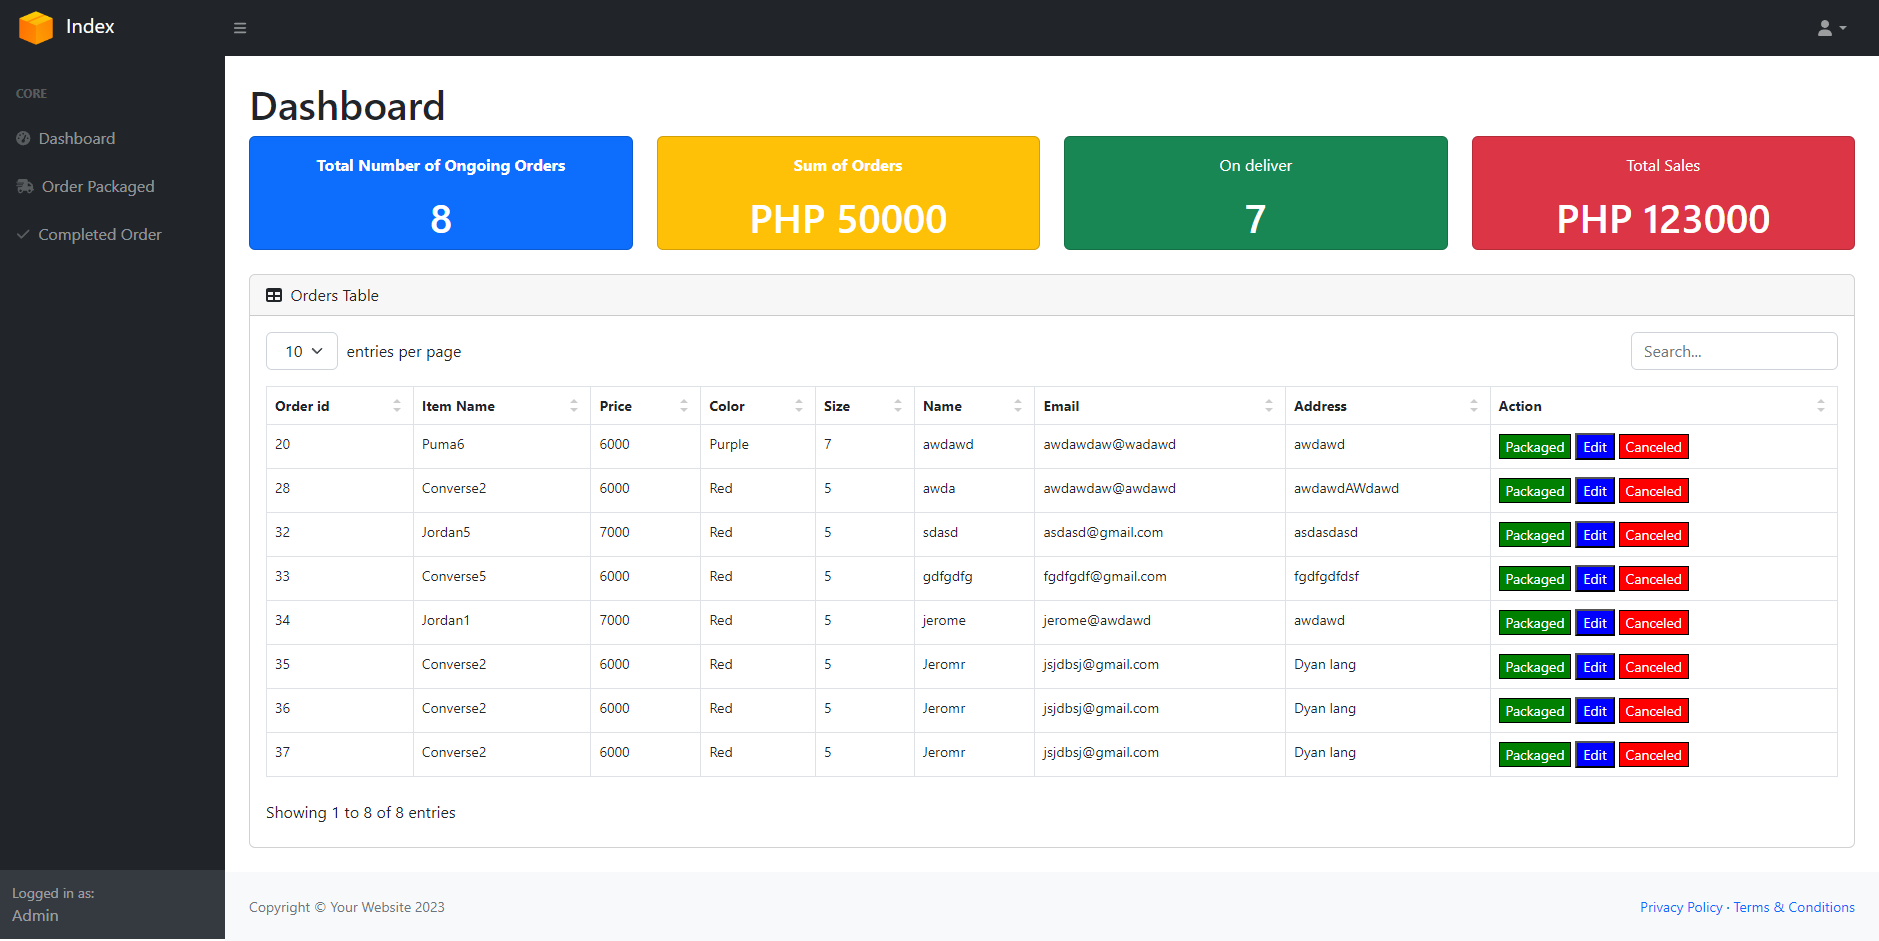 Index
CORE
Dashboard
Order Packaged
Completed Order
Logged in as:
Admin
Dashboard
Total Number of Ongoing Orders
8
Sum of Orders
PHP 50000
On deliver
7
Total Sales
PHP 123000
Orders Table
10 entries per page
Search...
Order id Item Name Price Color Size Name Email Address Action
20 Puma6 6000 Purple 7 awdawd awdawdaw@wadawd awdawd Packaged Edit Canceled
28 Converse2 6000 Red 5 awda awdawdaw@awdawd awdawdAWdawd Packaged Edit Canceled
32 Jordan5 7000 Red 5 sdasd asdasd@gmail.com asdasdasd Packaged Edit Canceled
33 Converse5 6000 Red 5 gdfgdfg fgdfgdf@gmail.com fgdfgdfdsf Packaged Edit Canceled
34 Jordan1 7000 Red 5 jerome jerome@awdawd awdawd Packaged Edit Canceled
35 Converse2 6000 Red 5 Jeromr jsjdbsj@gmail.com Dyan lang Packaged Edit Canceled
36 Converse2 6000 Red 5 Jeromr jsjdbsj@gmail.com Dyan lang Packaged Edit Canceled
37 Converse2 6000 Red 5 Jeromr jsjdbsj@gmail.com Dyan lang Packaged Edit Canceled
Showing 1 to 8 of 8 entries
Copyright © Your Website 2023
Privacy Policy · Terms & Conditions